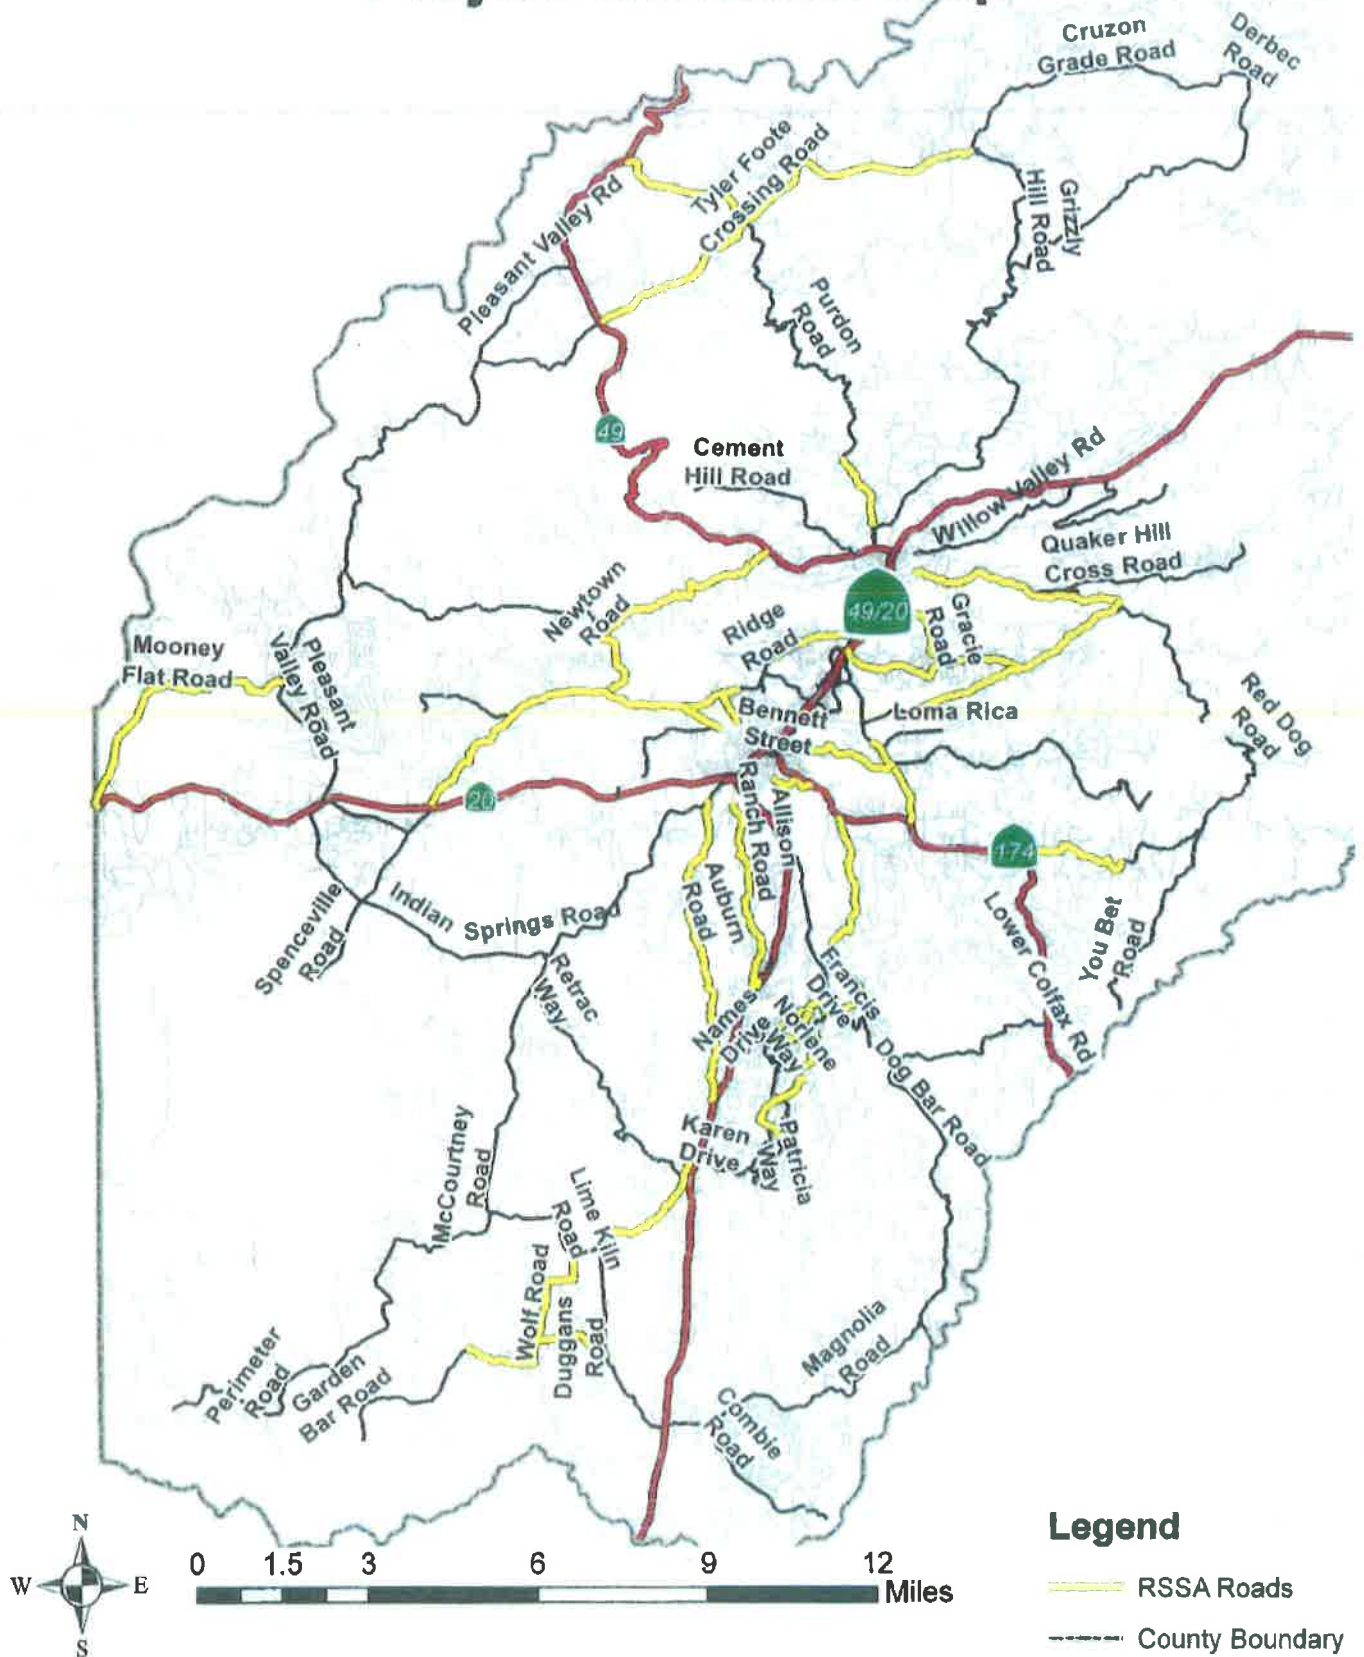 Cruzon
Grade Road
Derbec
Road
Tyler Foote
Crossing Road
Pleasant Valley Rd
Grizzly
Hill Road
Purdon
Road
49
Cement
Hill Road
Willow Valley Rd
Quaker Hill
Cross Road
Newtown
Road
49/20
Ridge
Road
Gracie
Road
Mooney
Flat Road
Pleasant
Valley Road
Bennett
Street
Loma Rica
Red Dog
Road
20
Allison
Ranch Road
174
Auburn
Road
Indian
Springs Road
Spenceville
Road
Lower Colfax Rd
You Bet
Road
Retrac
Way
Names
Drive
Norlene
Way
Francis
Drive
Dog Bar Road
Karen
Drive
Patricia
Way
McCourtney
Road
Lime Kiln
Road
Wolf Road
Duggans
Road
Magnolia
Road
Perimeter
Road
Garden
Bar Road
Combie
Road
Legend
RSSA Roads
County Boundary
N
W
E
S
0 1.5 3 6 9 12
Miles